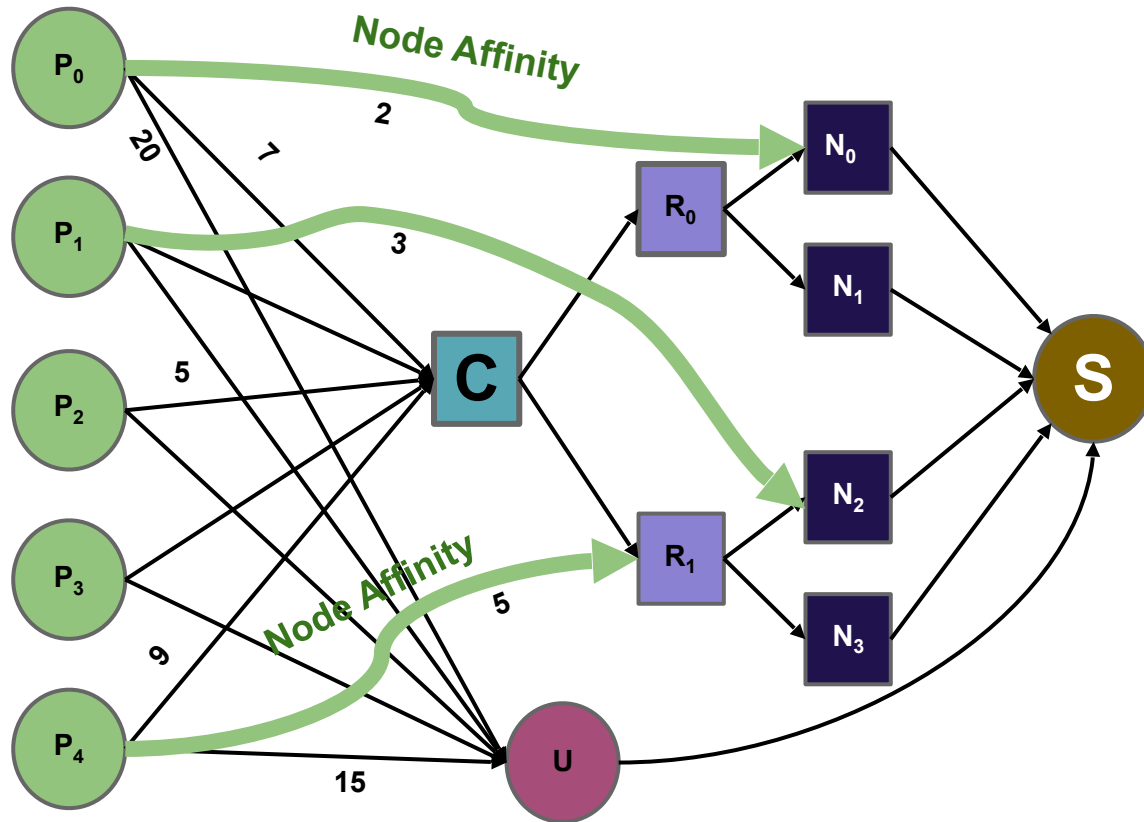 Node Affinity
P₀
2
20
7
N₀
R₀
P₁
3
N₁
5
C
S
P₂
N₂
R₁
P₃
Node Affinity
5
N₃
9
P₄
U
15